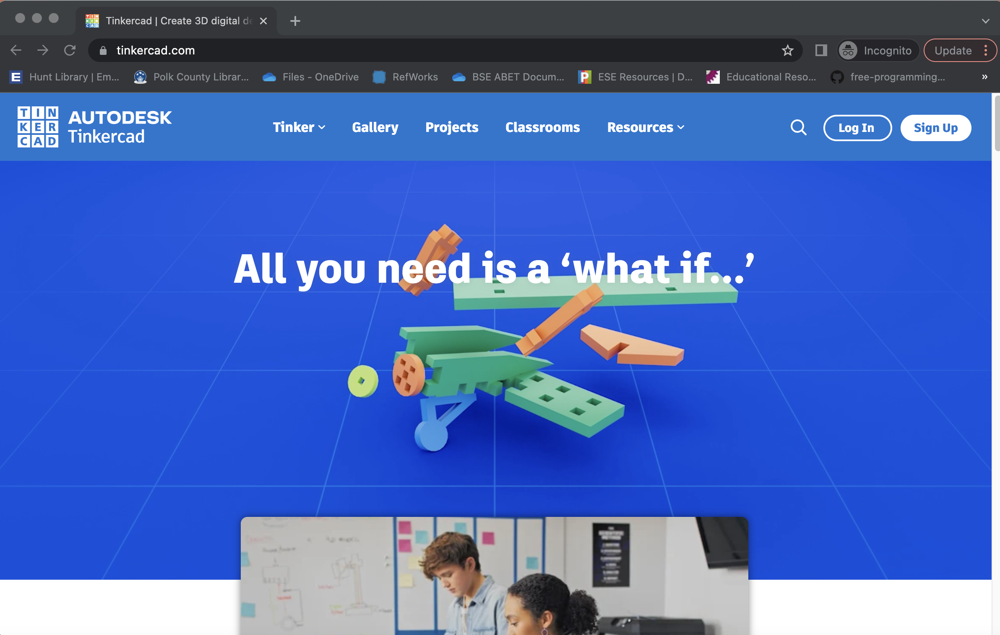 Tinkercad | Create 3D digital de
tinkercad.com
Incognito
Update
Hunt Library | Em...
Polk County Librar...
Files - OneDrive
RefWorks
BSE ABET Docum...
ESE Resources | D...
Educational Reso...
free-programming...
»
TIN
KER
CAD
AUTODESK
Tinkercad
Tinker
Gallery
Projects
Classrooms
Resources
Log In
Sign Up
All you need is a ‘what if...’